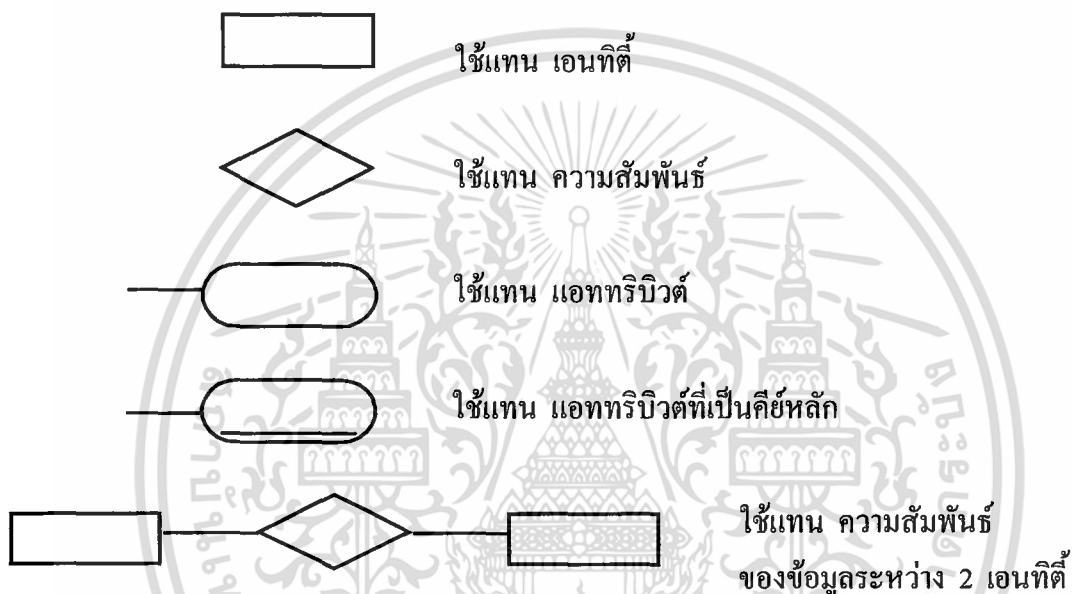 ใช้แทน เอนทิตี้
ใช้แทน ความสัมพันธ์
ใช้แทน แอททริบิวต์
ใช้แทน แอททริบิวต์ที่เป็นคีย์หลัก
ใช้แทน ความสัมพันธ์
ของข้อมูลระหว่าง 2 เอนทิตี้